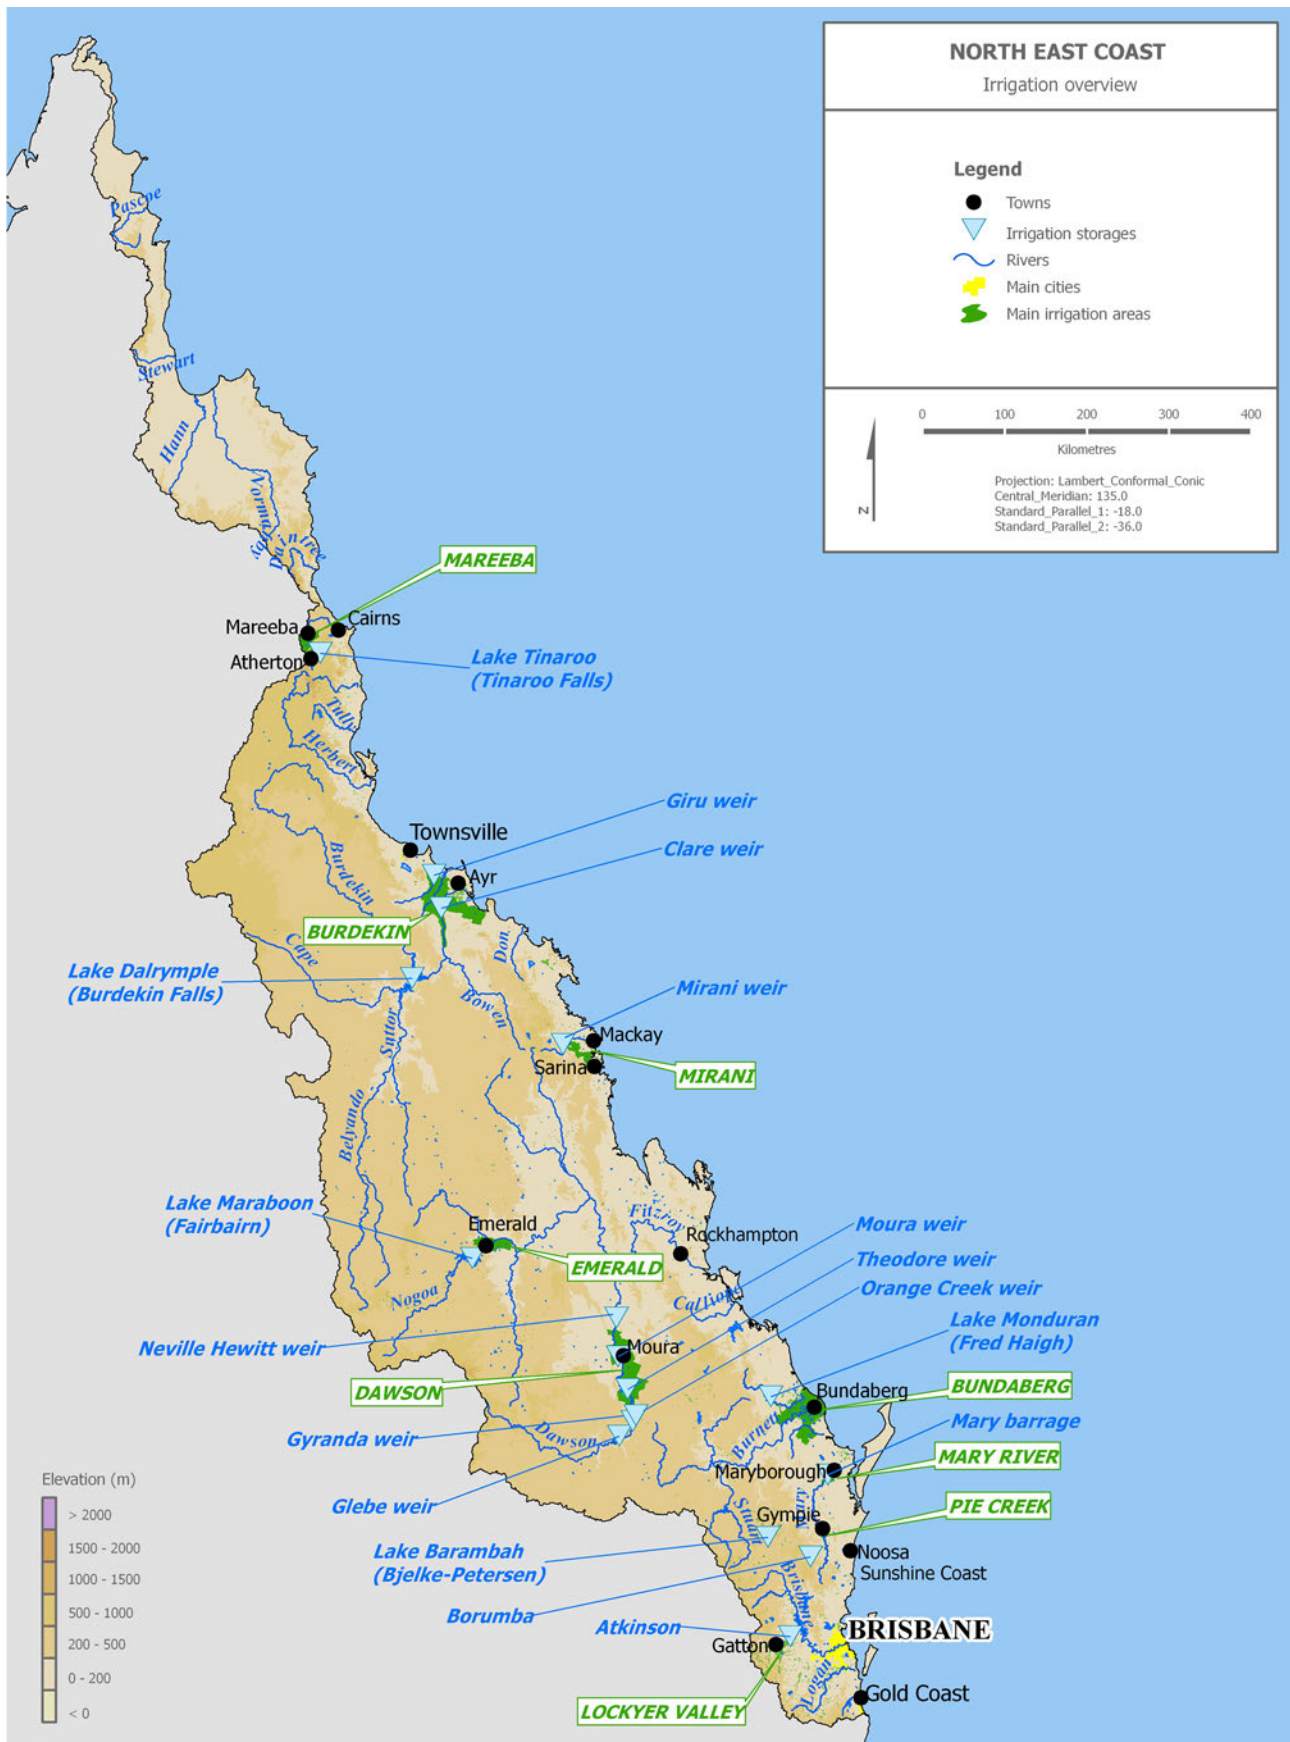 NORTH EAST COAST
Irrigation overview
Legend
Towns
Irrigation storages
Rivers
Main cities
Main irrigation areas
0 100 200 300 400
Kilometres
N
Projection: Lambert_Conformal_Conic
Central_Meridian: 135.0
Standard_Parallel_1: -18.0
Standard_Parallel_2: -36.0
Pascoe
Stewart
Hann
Normanby
Daintree
MAREEBA
Mareeba
Cairns
Atherton
Lake Tinaroo
(Tinaroo Falls)
Tully
Herbert
Giru weir
Townsville
Clare weir
Burdekin
Ayr
BURDEKIN
Don
Cape
Lake Dalrymple
(Burdekin Falls)
Bowen
Mirani weir
Suttor
Mackay
Sarina
MIRANI
Belyando
Lake Maraboon
(Fairbairn)
Emerald
Fitzroy
Rockhampton
Moura weir
Theodore weir
EMERALD
Orange Creek weir
Nogoa
Calliope
Lake Monduran
(Fred Haigh)
Neville Hewitt weir
Moura
DAWSON
Bundaberg
BUNDABERG
Mary barrage
Gyranda weir
Dawson
Burnett
MARY RIVER
Maryborough
Glebe weir
Stuart
Mary
Gympie
PIE CREEK
Lake Barambah
(Bjelke-Petersen)
Noosa
Sunshine Coast
Borumba
Brisbane
Atkinson
BRISBANE
Gatton
Logan
Gold Coast
LOCKYER VALLEY
Elevation (m)
> 2000
1500 - 2000
1000 - 1500
500 - 1000
200 - 500
0 - 200
< 0